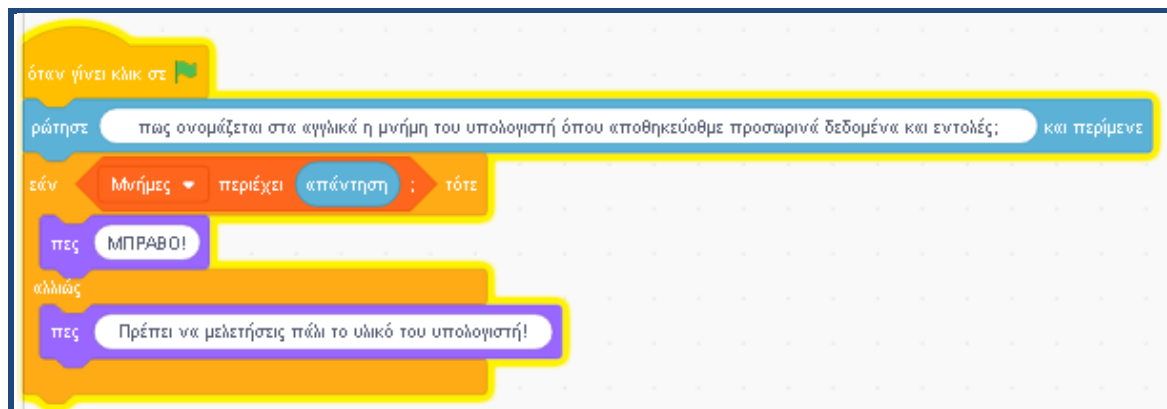 όταν γίνει κλικ σε
ρώτησε πως ονομάζεται στα αγγλικά η μνήμη του υπολογιστή όπου αποθηκεύοθμε προσωρινά δεδομένα και εντολές; και περίμενε
εάν Μνήμες περιέχει απάντηση ; τότε
πες ΜΠΡΑΒΟ!
αλλιώς
πες Πρέπει να μελετήσεις πάλι το υλικό του υπολογιστή!